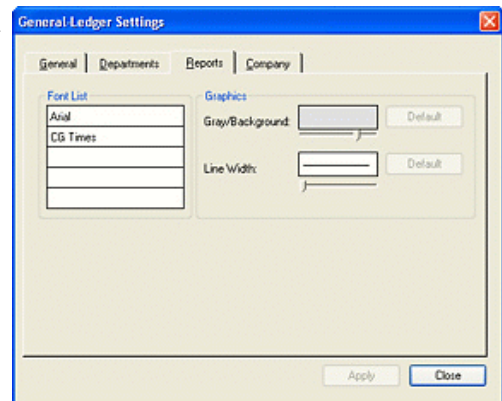 General Ledger Settings
General Departments Reports Company
Font List
Arial
CG Times
Graphics
Gray/Background: Default
Line Width: Default
Apply Close